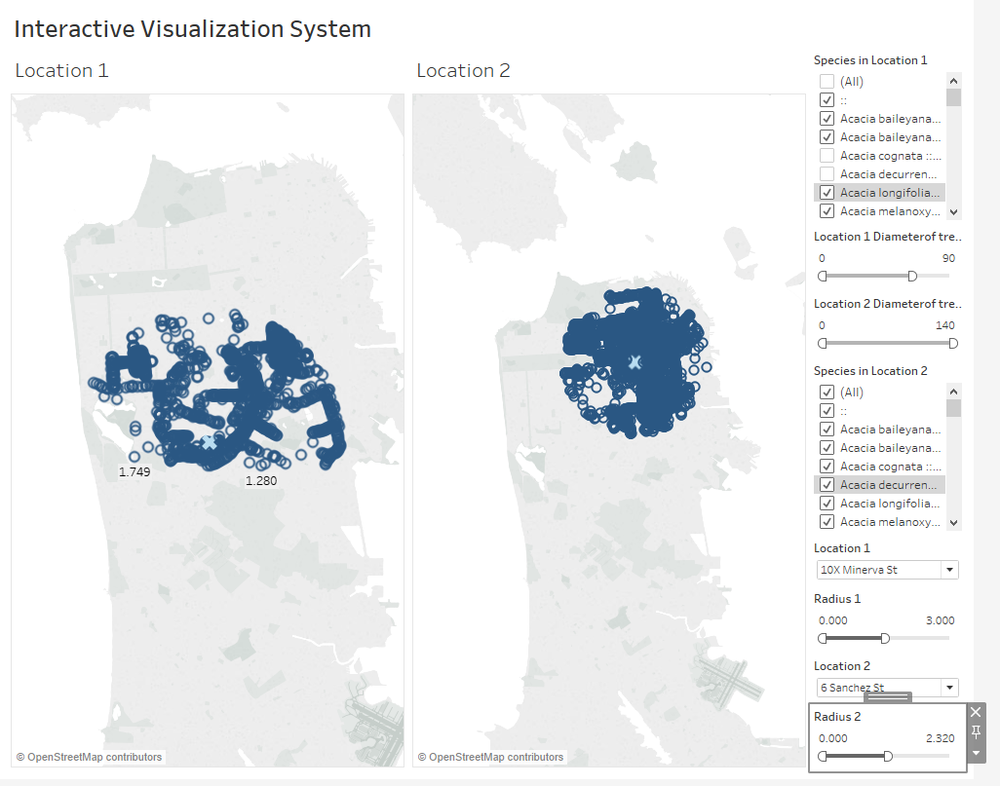 Interactive Visualization System
Location 1
Location 2
1.749
1.280
© OpenStreetMap contributors
© OpenStreetMap contributors
Species in Location 1
(All)
::
Acacia baileyana...
Acacia baileyana...
Acacia cognata ::...
Acacia decurren...
Acacia longifolia...
Acacia melanoxy...
Location 1 Diameterof tre..
0 90
Location 2 Diameterof tre..
0 140
Species in Location 2
(All)
::
Acacia baileyana...
Acacia baileyana...
Acacia cognata ::...
Acacia decurren...
Acacia longifolia...
Acacia melanoxy...
Location 1
10X Minerva St
Radius 1
0.000 3.000
Location 2
6 Sanchez St
Radius 2
0.000 2.320